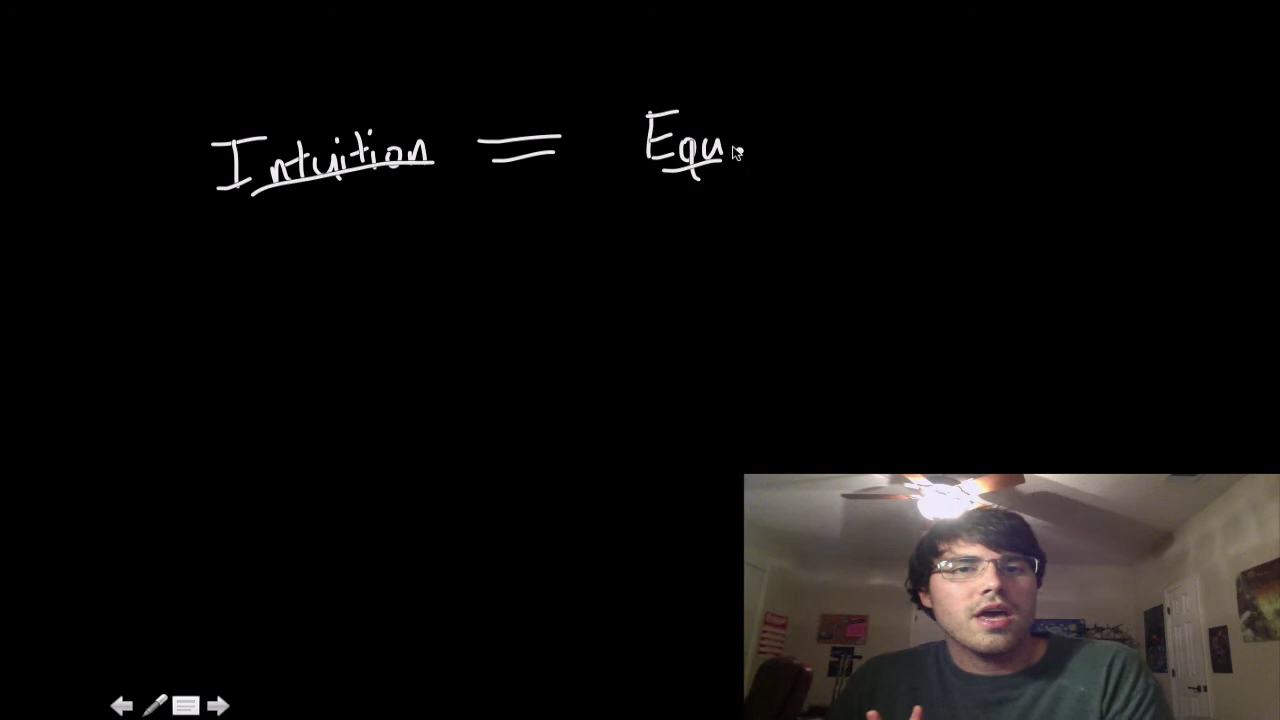 Intuition = Equ.